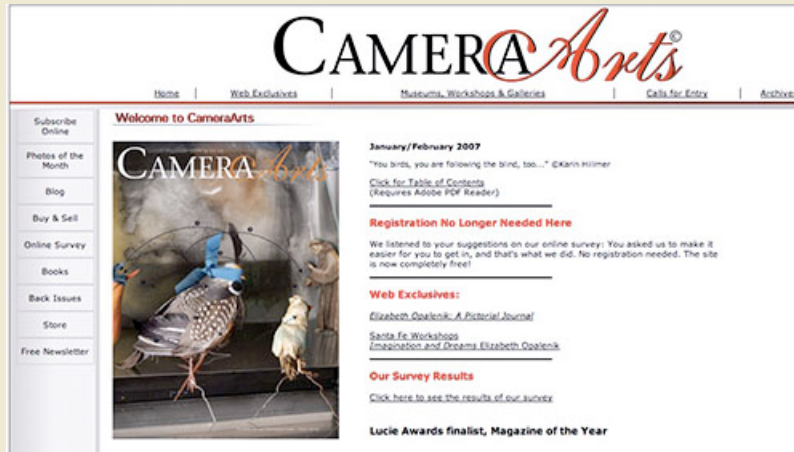 CAMERAArts©
Home | Web Exclusives | Museums, Workshops & Galleries | Calls for Entry | Archives
Welcome to CameraArts
Subscribe
Online
Photos of the
Month
Blog
Buy & Sell
Online Survey
Books
Back Issues
Store
Free Newsletter
CAMERAArts
January/February 2007
"You birds, you are following the blind, too..." ©Karin Hillmer
Click for Table of Contents
(Requires Adobe PDF Reader)
Registration No Longer Needed Here
We listened to your suggestions on our online survey: You asked us to make it
easier for you to get in, and that's what we did. No registration needed. The site
is now completely free!
Web Exclusives:
Elizabeth Opalenik: A Pictorial Journal
Santa Fe Workshops
Imagination and Dreams Elizabeth Opalenik
Our Survey Results
Click here to see the results of our survey
Lucie Awards finalist, Magazine of the Year